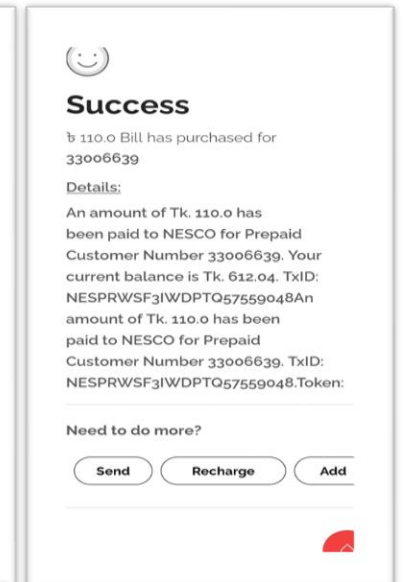 Success
৳ 110.0 Bill has purchased for
33006639
Details:
An amount of Tk. 110.0 has
been paid to NESCO for Prepaid
Customer Number 33006639. Your
current balance is Tk. 612.04. TxID:
NESPRWSF3IWDPTQ57559048An
amount of Tk. 110.0 has been
paid to NESCO for Prepaid
Customer Number 33006639. TxID:
NESPRWSF3IWDPTQ57559048.Token:
Need to do more?
Send
Recharge
Add